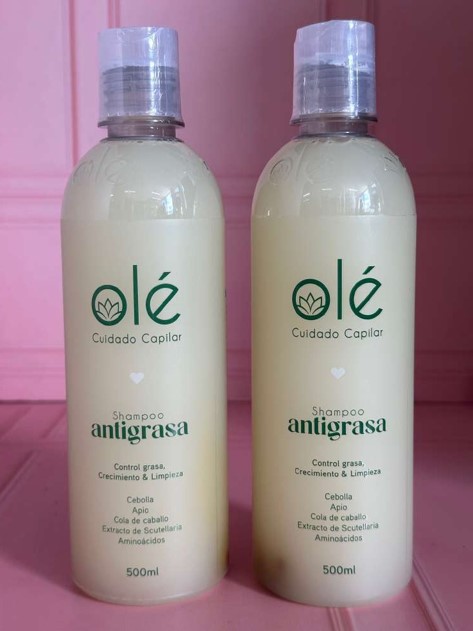 olé
Cuidado Capilar
Shampoo
antigrasa
Control grasa,
Crecimiento & Limpieza
Cebolla
Apio
Cola de caballo
Extracto de Scutellaria
Aminoácidos
500ml
olé
Cuidado Capilar
Shampoo
antigrasa
Control grasa,
Crecimiento & Limpieza
Cebolla
Apio
Cola de caballo
Extracto de Scutellaria
Aminoácidos
500ml